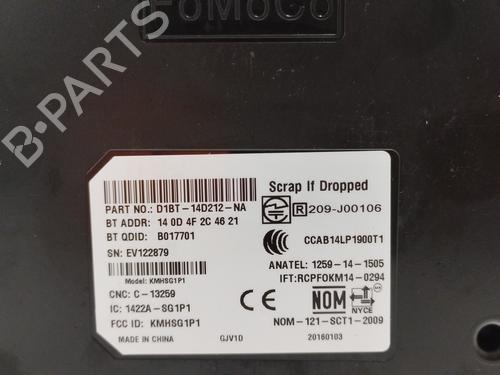 FoMoCo
B-PARTS
PART NO.: D1BT-14D212-NA
BT ADDR: 14 0D 4F 2C 46 21
BT QDID: B017701
SN: EV122879
Model: KMHSG1P1
CNC: C-13259
IC: 1422A-SG1P1
FCC ID: KMHSG1P1
MADE IN CHINA
GJV1D
Scrap If Dropped
R 209-J00106
CCAB14LP1900T1
ANATEL: 1259-14-1505
IFT:RCPFOKM14-0294
CE
NOM
NYCE
NOM-121-SCT1-2009
20160103
B-PARTS